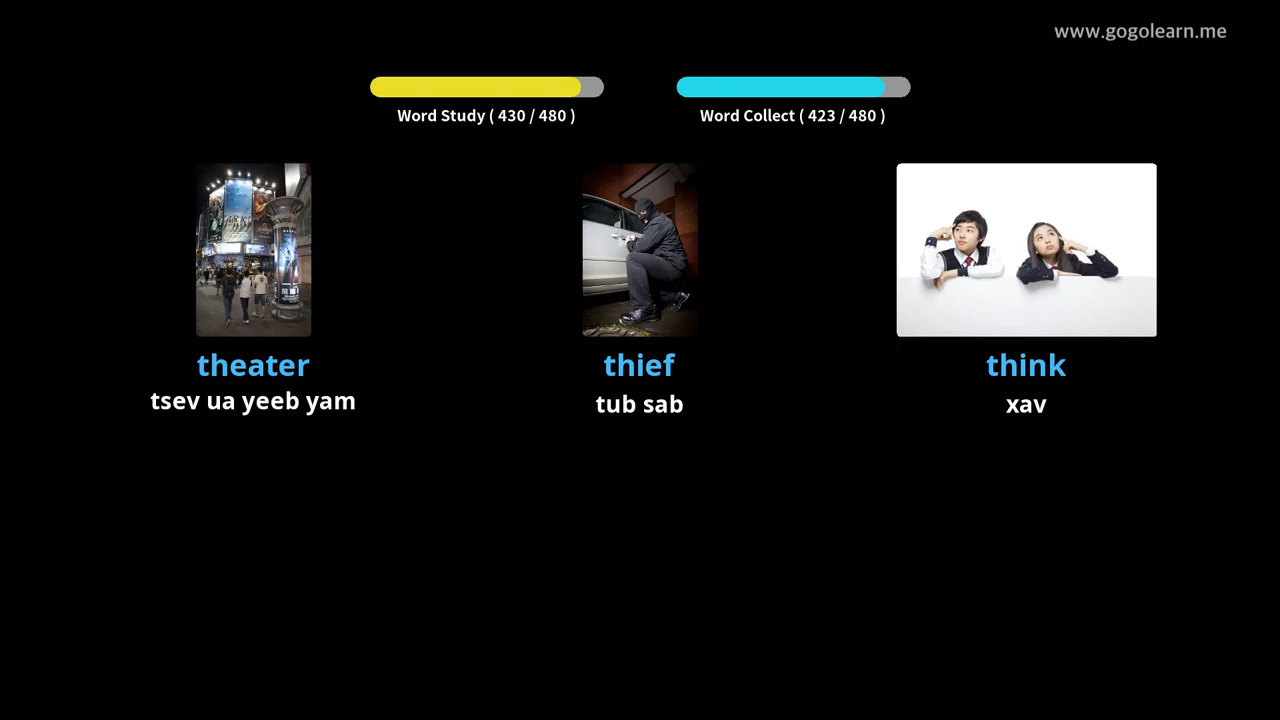 www.gogolearn.me
Word Study ( 430 / 480 )
Word Collect ( 423 / 480 )
theater
thief
think
tsev ua yeeb yam
tub sab
xav